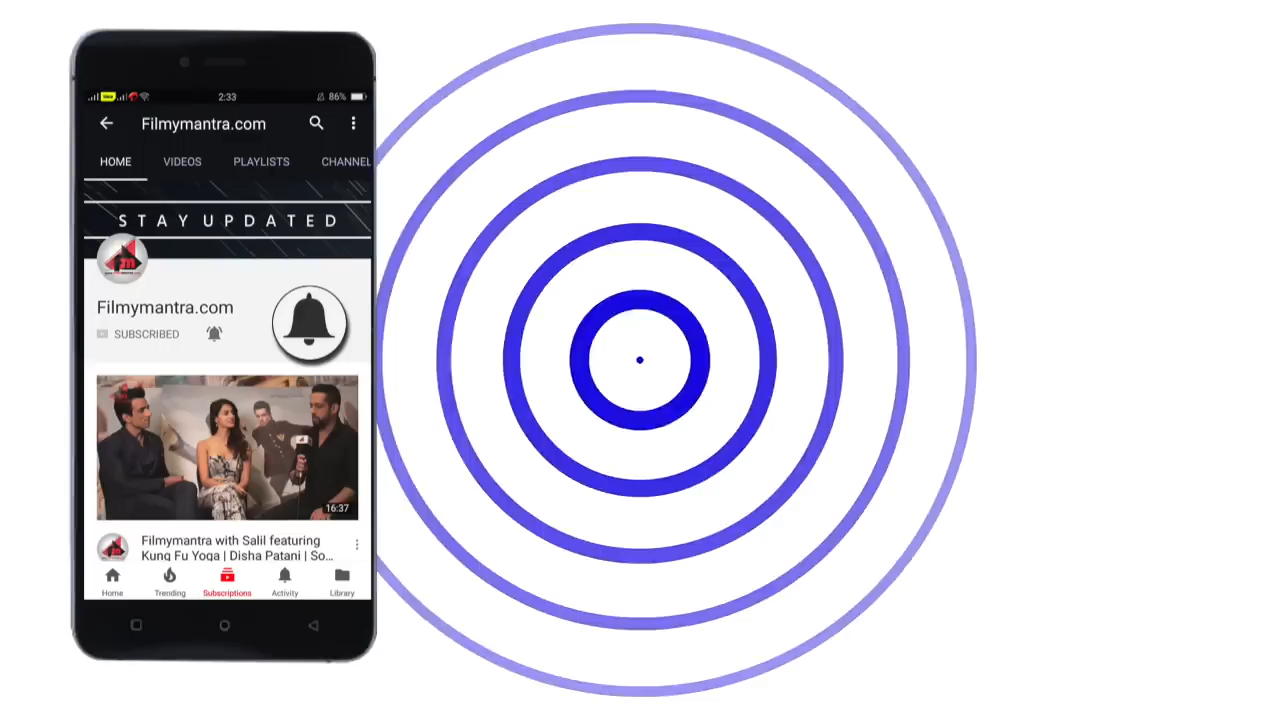 2:33
86%
Filmymantra.com
HOME VIDEOS PLAYLISTS CHANNEL
STAY UPDATED
Filmymantra.com
SUBSCRIBED
16:37
Filmymantra with Salil featuring
Kung Fu Yoga | Disha Patani | So...
Home Trending Subscriptions Activity Library